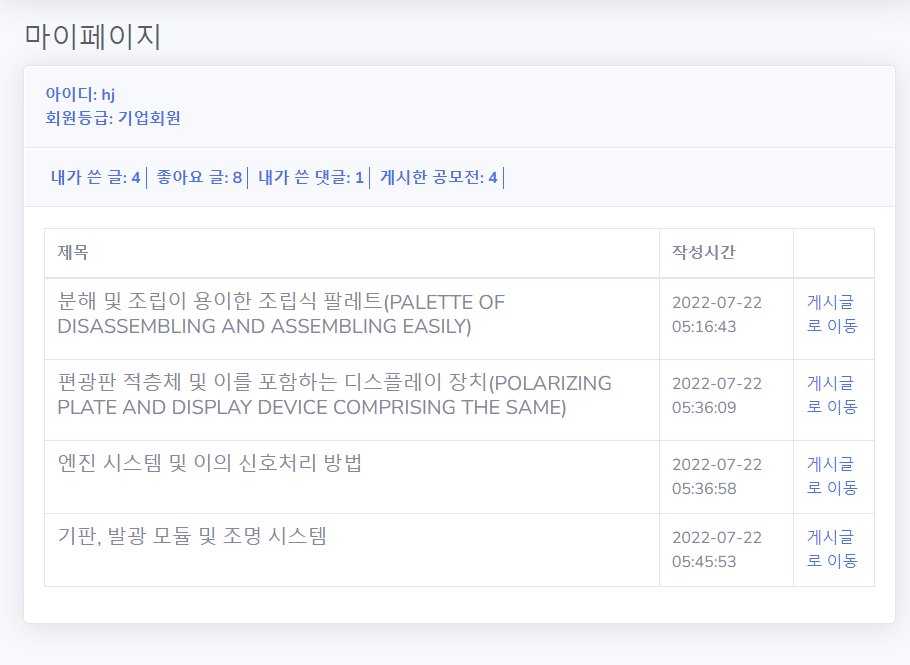 마이페이지
아이디: hj
회원등급: 기업회원
내가 쓴 글: 4 좋아요 글: 8 내가 쓴 댓글: 1 게시한 공모전: 4
제목 작성시간
분해 및 조립이 용이한 조립식 팔레트(PALETTE OF
DISASSEMBLING AND ASSEMBLING EASILY)
2022-07-22
05:16:43
게시글
로 이동
편광판 적층체 및 이를 포함하는 디스플레이 장치(POLARIZING
PLATE AND DISPLAY DEVICE COMPRISING THE SAME)
2022-07-22
05:36:09
게시글
로 이동
엔진 시스템 및 이의 신호처리 방법
2022-07-22
05:36:58
게시글
로 이동
기판, 발광 모듈 및 조명 시스템
2022-07-22
05:45:53
게시글
로 이동